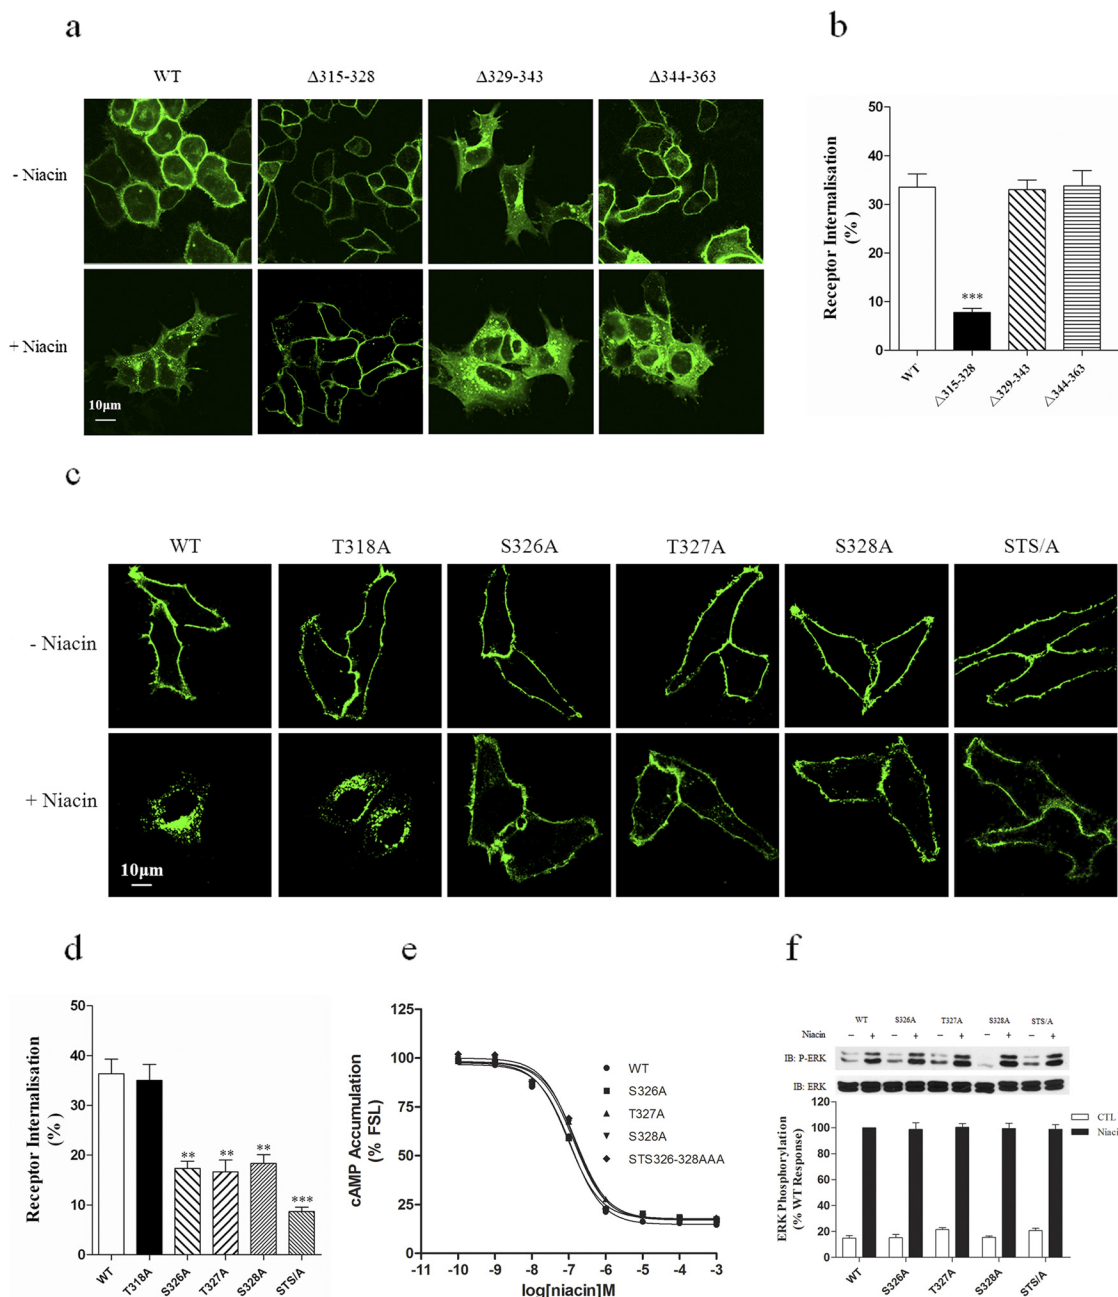 a
WT Δ315-328 Δ329-343 Δ344-363
- Niacin
+ Niacin
10μm
b
Receptor Internalisation
(%)
50
40
30
20
10
0
***
WT
△315-328
△329-343
△344-363
c
WT T318A S326A T327A S328A STS/A
- Niacin
+ Niacin
10μm
d
Receptor Internalisation
(%)
50
40
30
20
10
0
** ** ** ***
WT
T318A
S326A
T327A
S328A
STS/A
e
cAMP Accumulation
(% FSL)
125
100
75
50
25
0
WT
S326A
T327A
S328A
STS326-328AAA
-11 -10 -9 -8 -7 -6 -5 -4 -3
log[niacin]M
f
WT S326A T327A S328A STS/A
Niacin − + − + − + − + − +
IB: P-ERK
IB: ERK
ERK Phosphorylation
(% WT Response)
120
100
80
60
40
20
0
CTL
Niaci
WT
S326A
T327A
S328A
STS/A